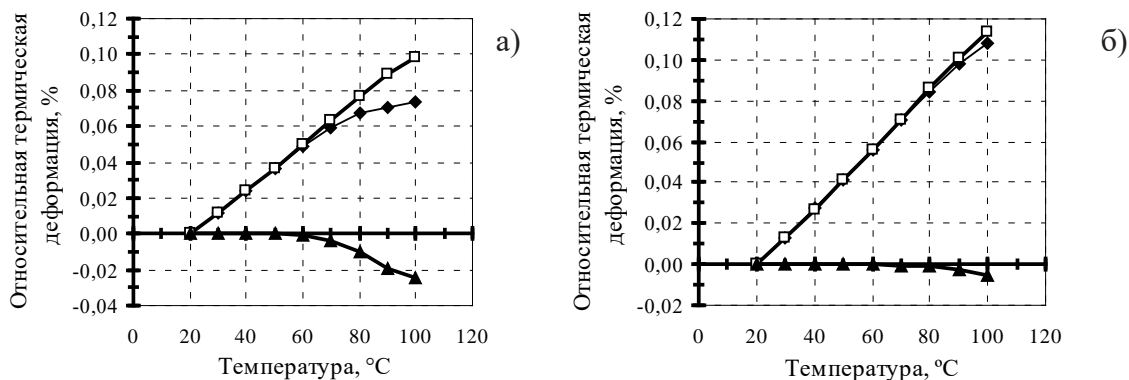 Относительная термическая
деформация, %
0,12
0,10
0,08
0,06
0,04
0,02
0,00
-0,02
-0,04
0 20 40 60 80 100 120
Температура, °С
а)
Относительная термическая
деформация, %
0,12
0,10
0,08
0,06
0,04
0,02
0,00
-0,02
0 20 40 60 80 100 120
Температура, ºС
б)